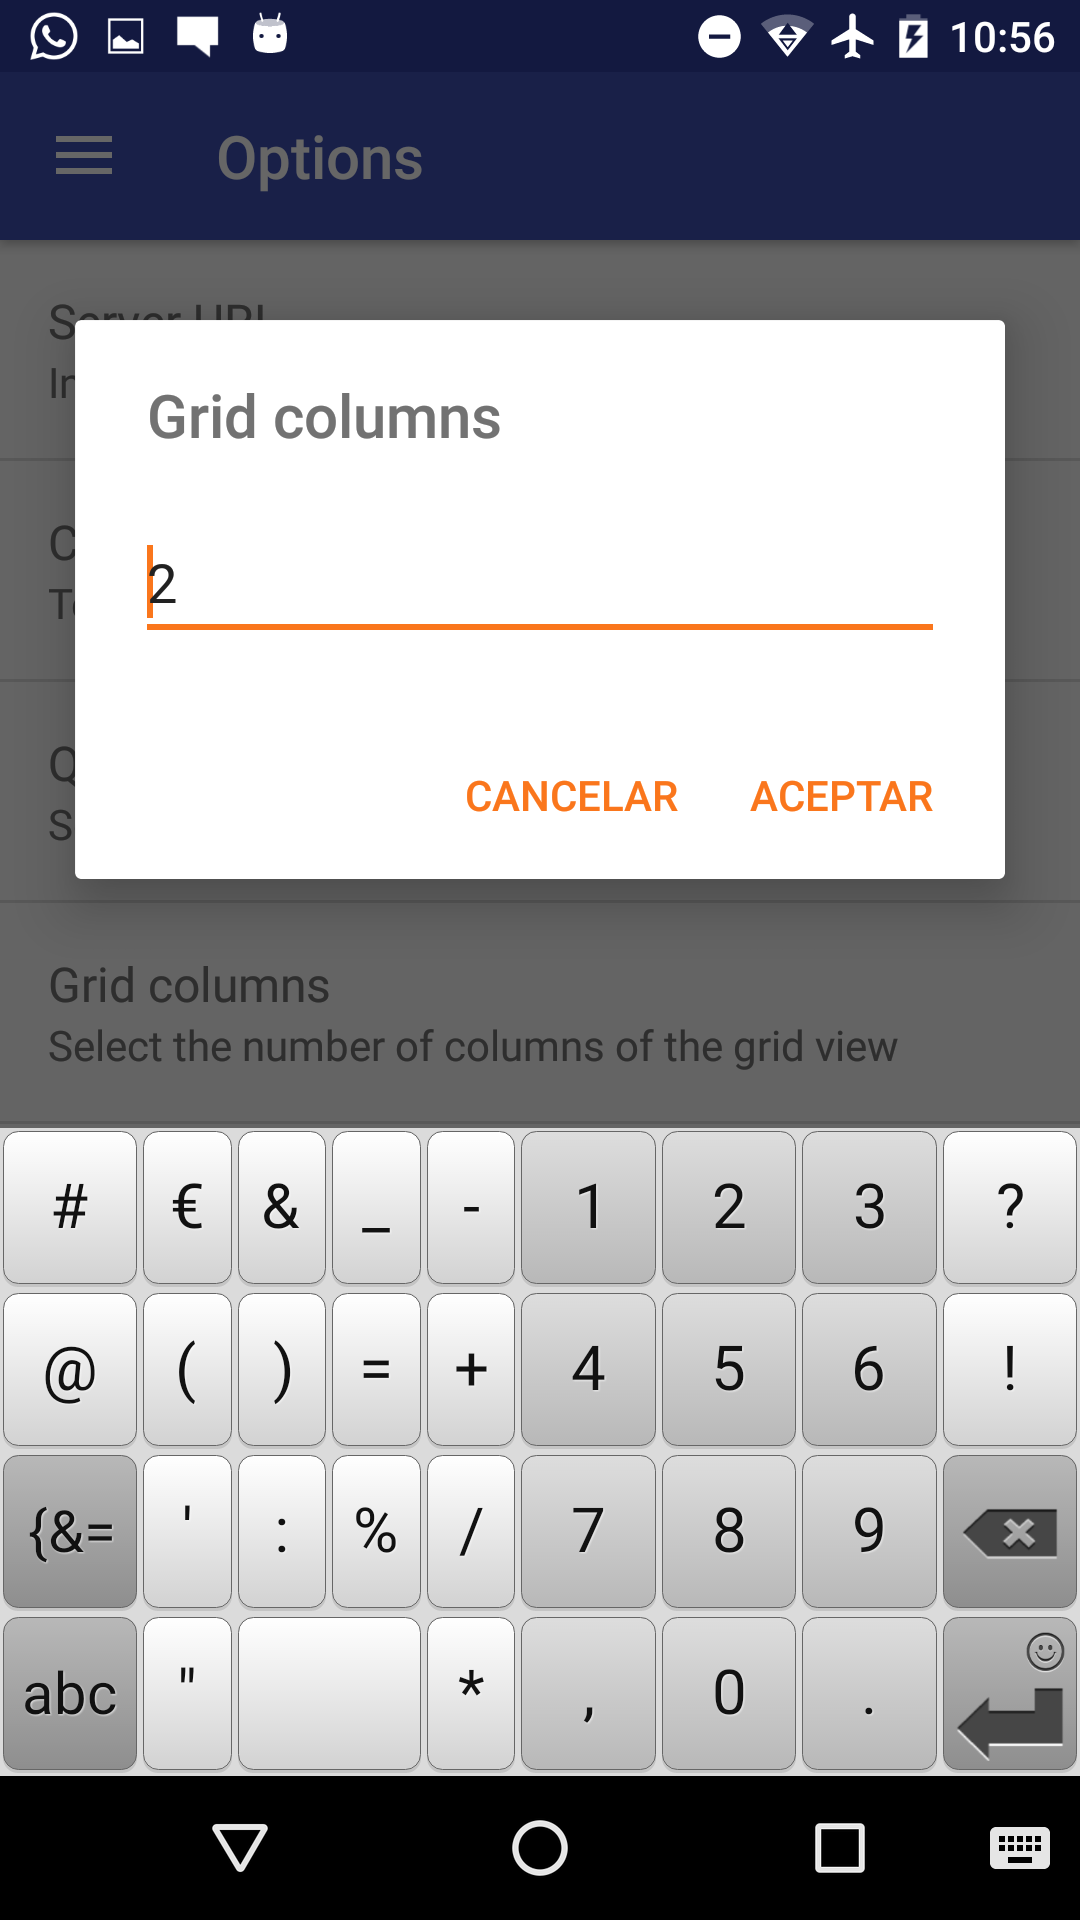 10:56
Options
Server URL
In
Grid columns
C
2
To
Q
CANCELAR ACEPTAR
S
Grid columns
Select the number of columns of the grid view
# € & _ - 1 2 3 ?
@ ( ) = + 4 5 6 !
{&= ' : % / 7 8 9
abc " * , 0 .